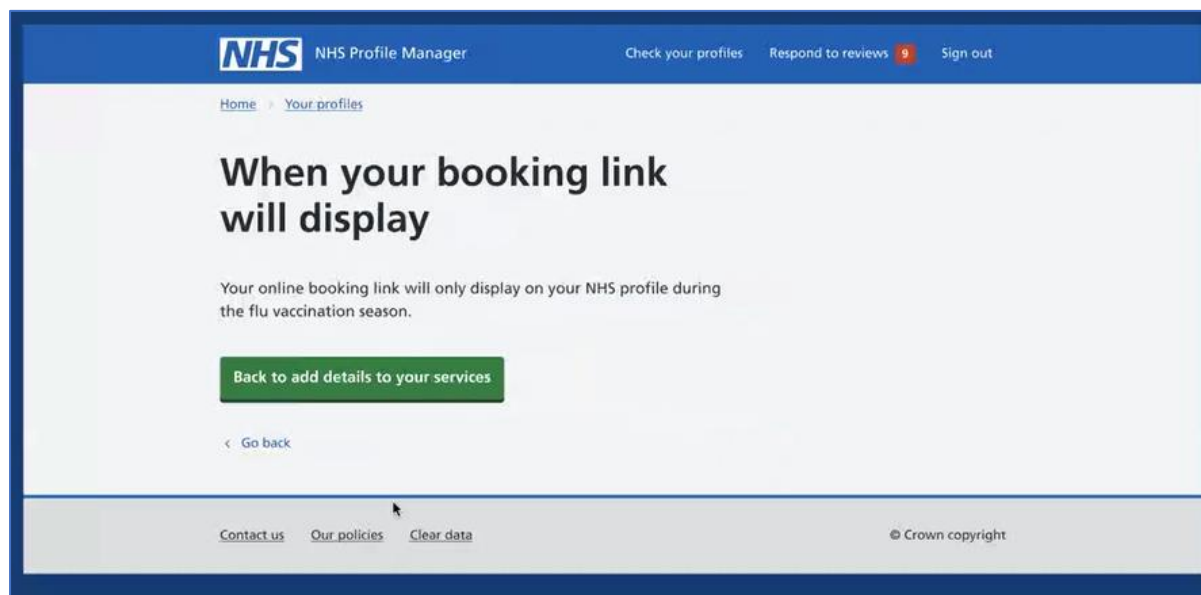 NHS NHS Profile Manager Check your profiles Respond to reviews 9 Sign out
Home Your profiles
When your booking link
will display
Your online booking link will only display on your NHS profile during
the flu vaccination season.
Back to add details to your services
Go back
Contact us Our policies Clear data © Crown copyright